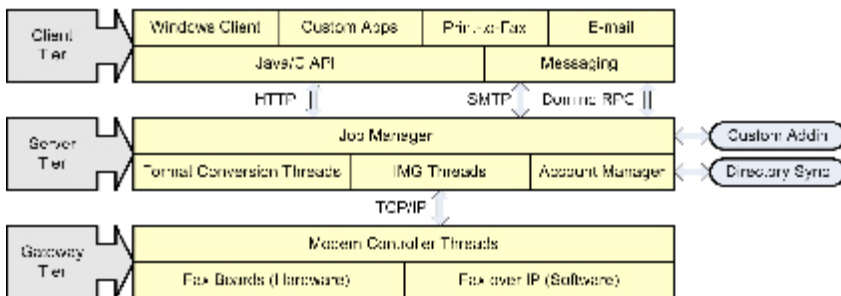 Client
Tier
Windows Client
Custom Apps
Print-to-Fax
E-mail
Java/C API
Messaging
HTTP
SMTP
Domino RPC
Server
Tier
Job Manager
Custom Addin
Format Conversion Threads
IMG Threads
Account Manager
Directory Sync
TCP/IP
Gateway
Tier
Modem Controller Threads
Fax Boards (Hardware)
Fax over IP (Software)